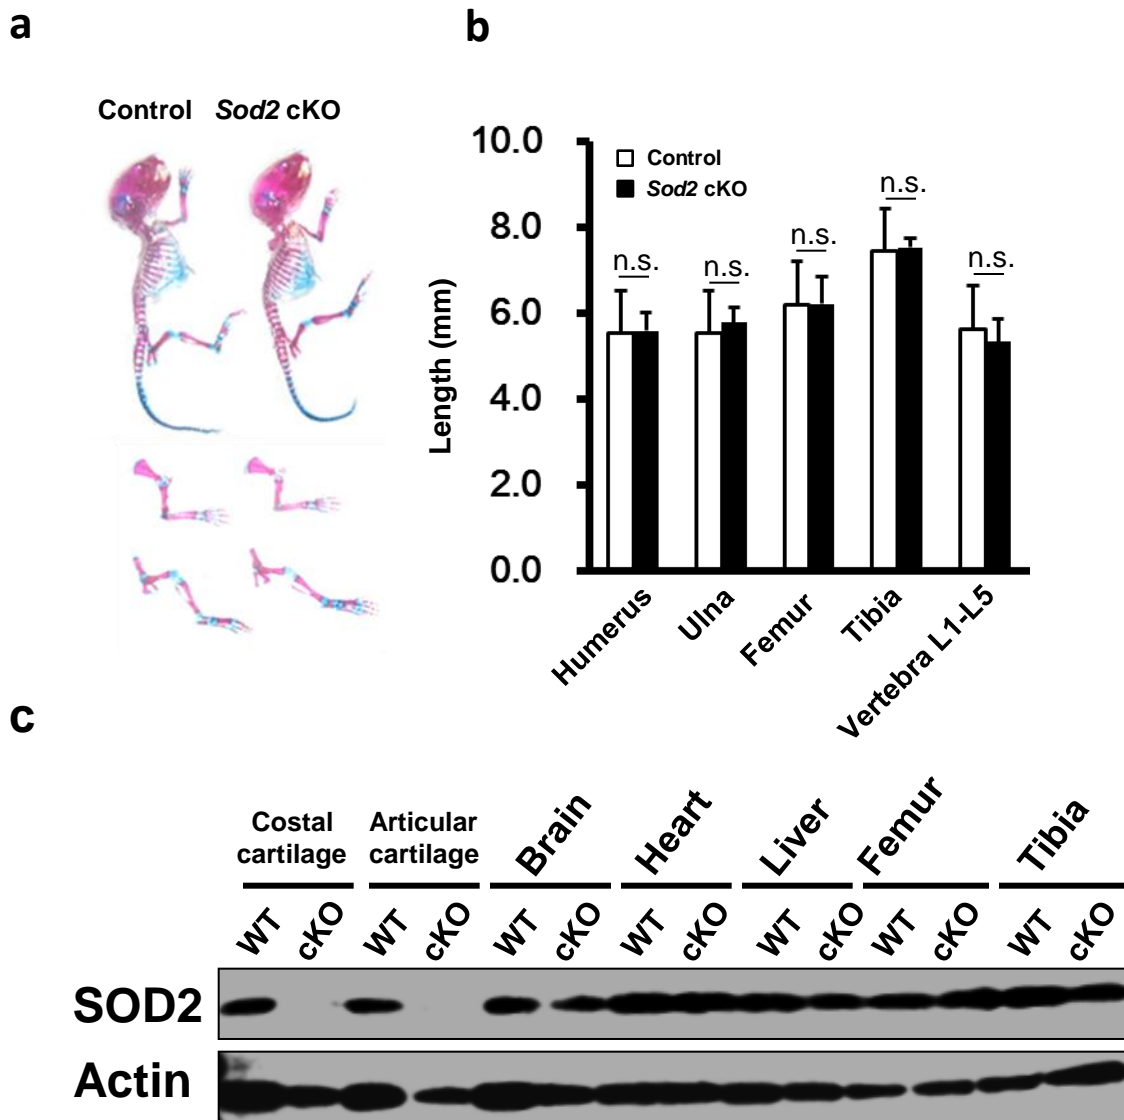 a
b
Control Sod2 cKO
10.0
8.0
6.0
4.0
2.0
0.0
Length (mm)
Control
Sod2 cKO
n.s.
n.s.
n.s.
n.s.
n.s.
Humerus
Ulna
Femur
Tibia
Vertebra L1-L5
c
Costal
cartilage
Articular
cartilage
Brain
Heart
Liver
Femur
Tibia
WT cKO WT cKO WT cKO WT cKO WT cKO WT cKO WT cKO
SOD2
Actin